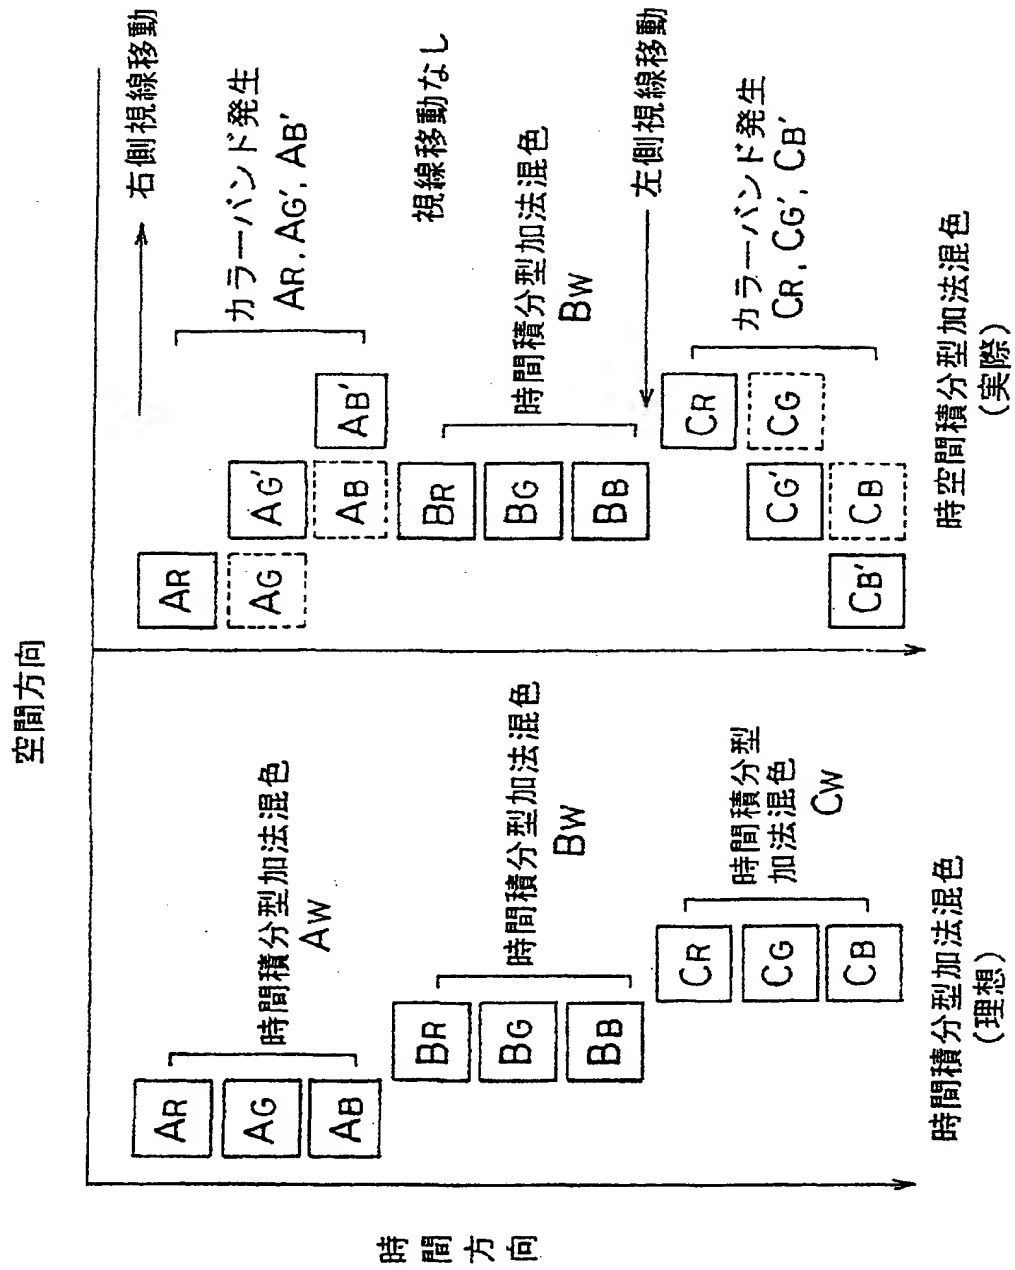 空間方向
時間方向
AR
AG
AB
時間積分型加法混色
AW
BR
BG
BB
時間積分型加法混色
BW
CR
CG
CB
時間積分型
加法混色
CW
時間積分型加法混色
(理想)
右側視線移動
AR
AG AG'
AB AB'
カラーバンド発生
AR, AG', AB'
視線移動なし
BR
BG
BB
時間積分型加法混色
BW
左側視線移動
CR
CG' CG
CB' CB
カラーバンド発生
CR, CG', CB'
時空間積分型加法混色
(実際)